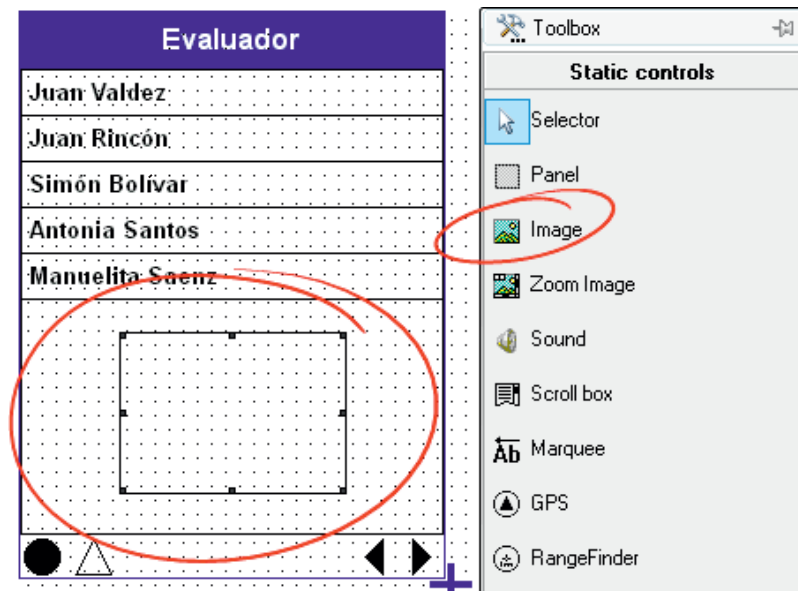 Evaluador
Juan Valdez
Juan Rincón
Simón Bolívar
Antonia Santos
Manuelita Saenz
Toolbox
Static controls
Selector
Panel
Image
Zoom Image
Sound
Scroll box
Ab Marquee
GPS
RangeFinder